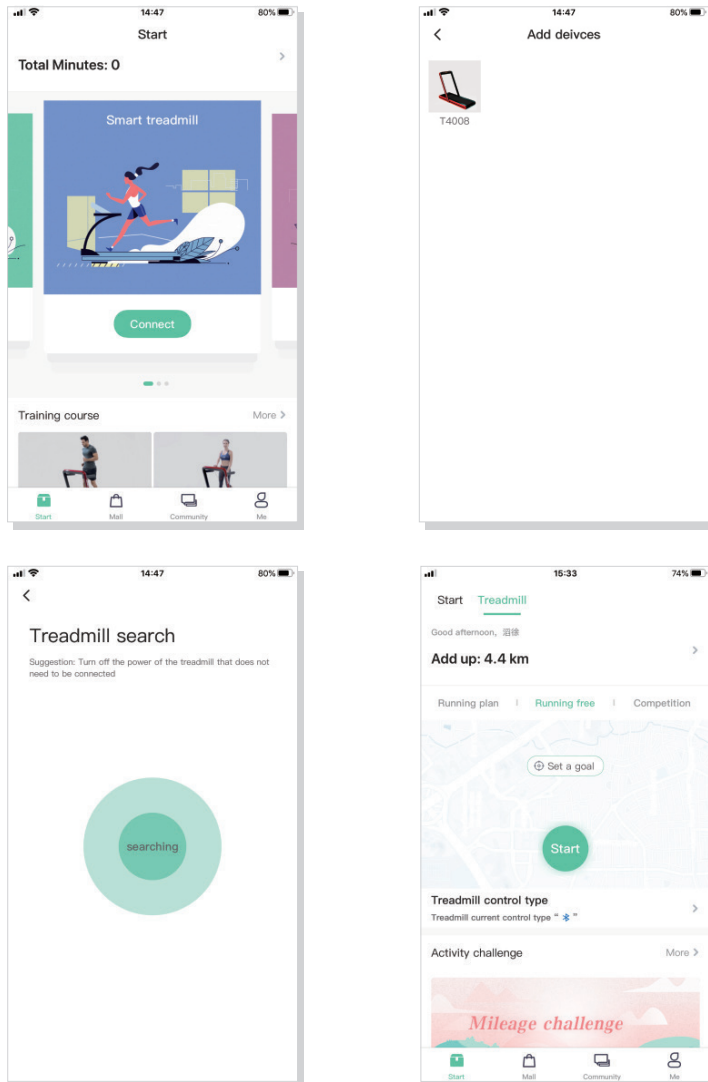 14:47
80%
Start
Total Minutes: 0
Smart treadmill
Connect
Training course
More
Start
Mall
Community
Me
14:47
80%
Add deivces
T4008
14:47
80%
Treadmill search
Suggestion: Turn off the power of the treadmill that does not
need to be connected
searching
15:33
74%
Start Treadmill
Good afternoon,
Add up: 4.4 km
Running plan Running free Competition
Set a goal
Start
Treadmill control type
Treadmill current control type " "
Activity challenge
More
Mileage challenge
Start
Mall
Community
Me